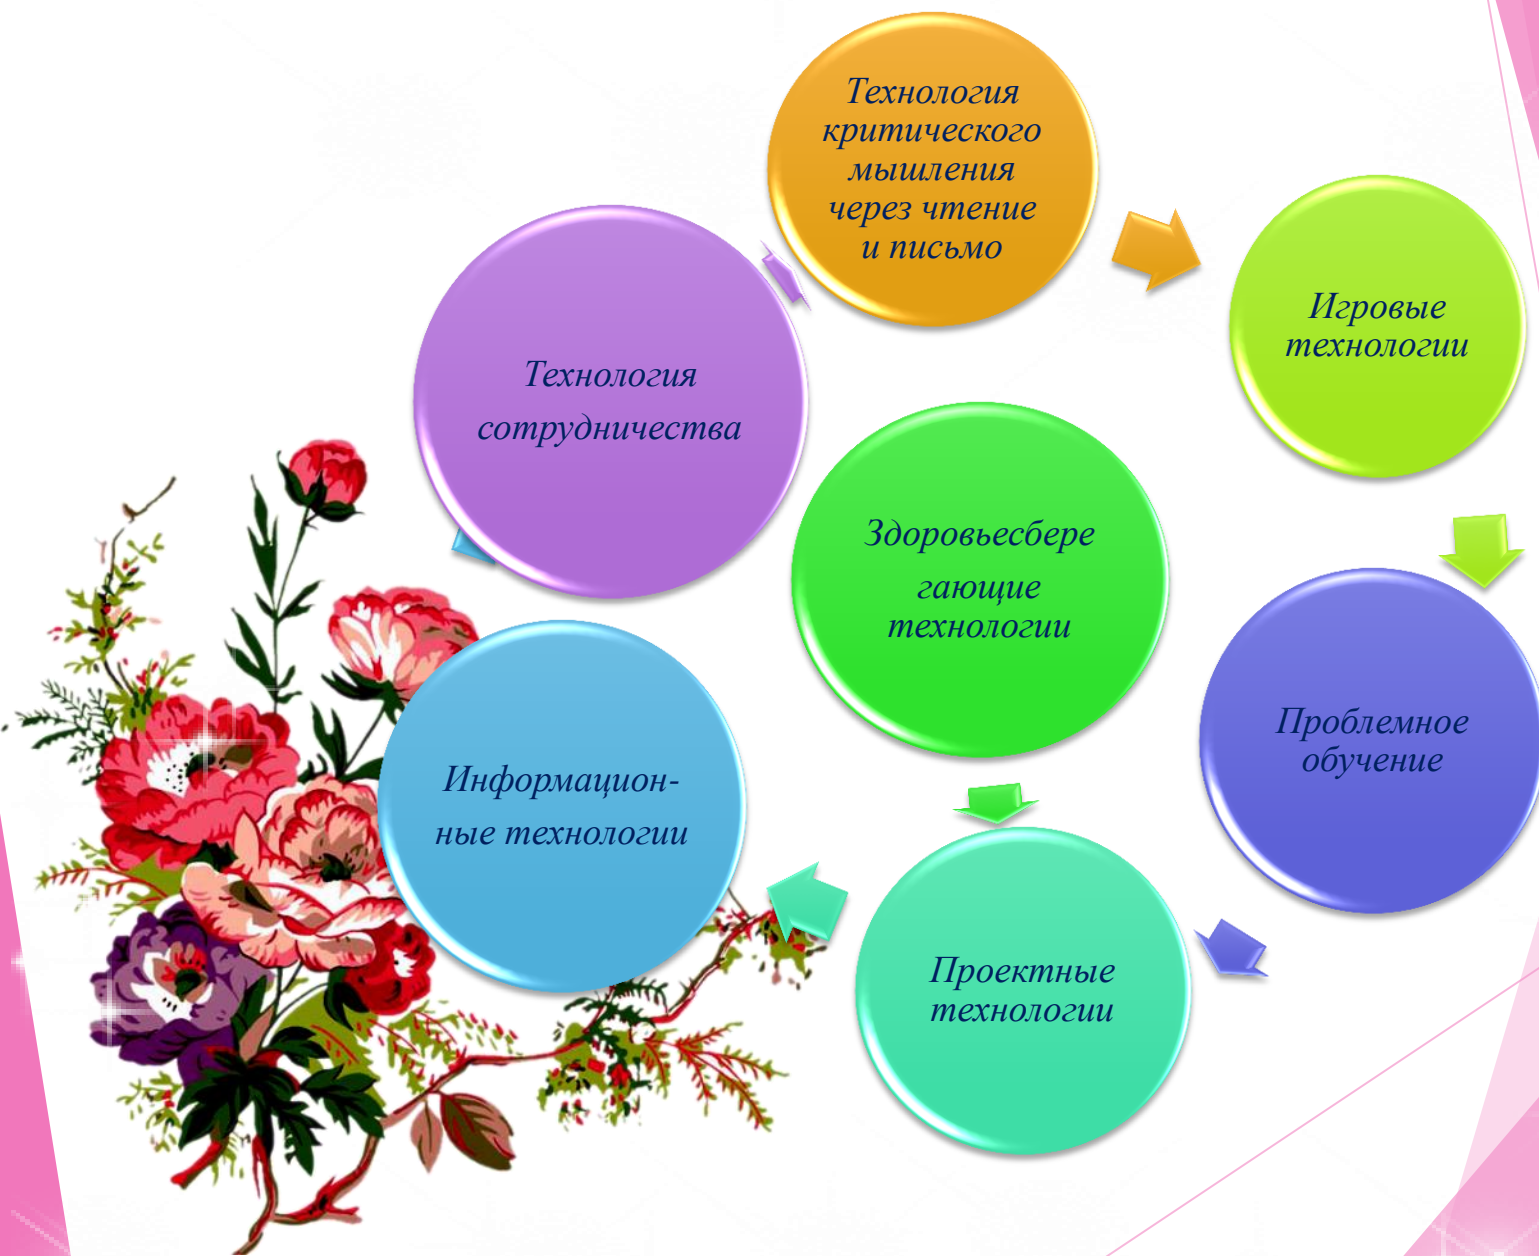 Технология
критического
мышления
через чтение
и письмо
Игровые
технологии
Технология
сотрудничества
Здоровьесбере
гающие
технологии
Проблемное
обучение
Информацион-
ные технологии
Проектные
технологии